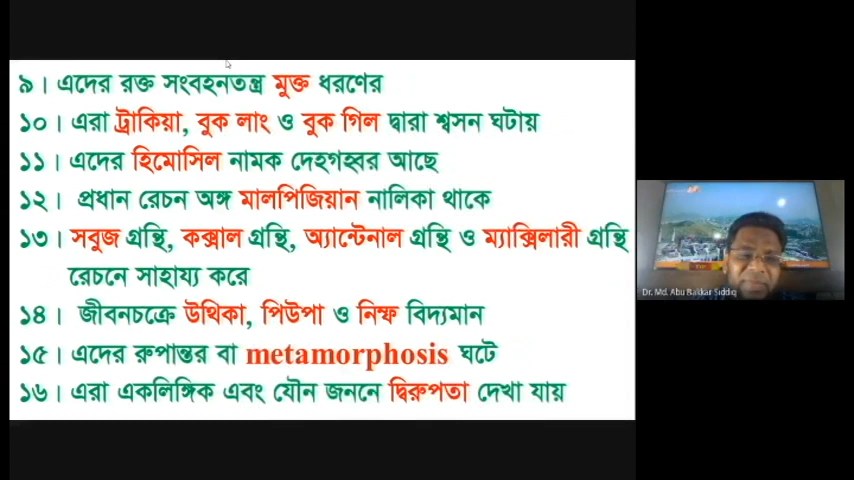 ৯। এদের রক্ত সংবহনতন্ত্র মুক্ত ধরণের
১০। এরা ট্রাকিয়া, বুক লাং ও বুক গিল দ্বারা শ্বসন ঘটায়
১১। এদের হিমোসিল নামক দেহগহ্বর আছে
১২। প্রধান রেচন অঙ্গ মালপিজিয়ান নালিকা থাকে
১৩। সবুজ গ্রন্থি, কক্সাল গ্রন্থি, অ্যান্টেনাল গ্রন্থি ও ম্যাক্সিলারী গ্রন্থি
রেচনে সাহায্য করে
১৪। জীবনচক্রে উথিকা, পিউপা ও নিম্ফ বিদ্যমান
১৫। এদের রুপান্তর বা metamorphosis ঘটে
১৬। এরা একলিঙ্গিক এবং যৌন জননে দ্বিরুপতা দেখা যায়
Dr. Md. Abu Bakkar Siddiq